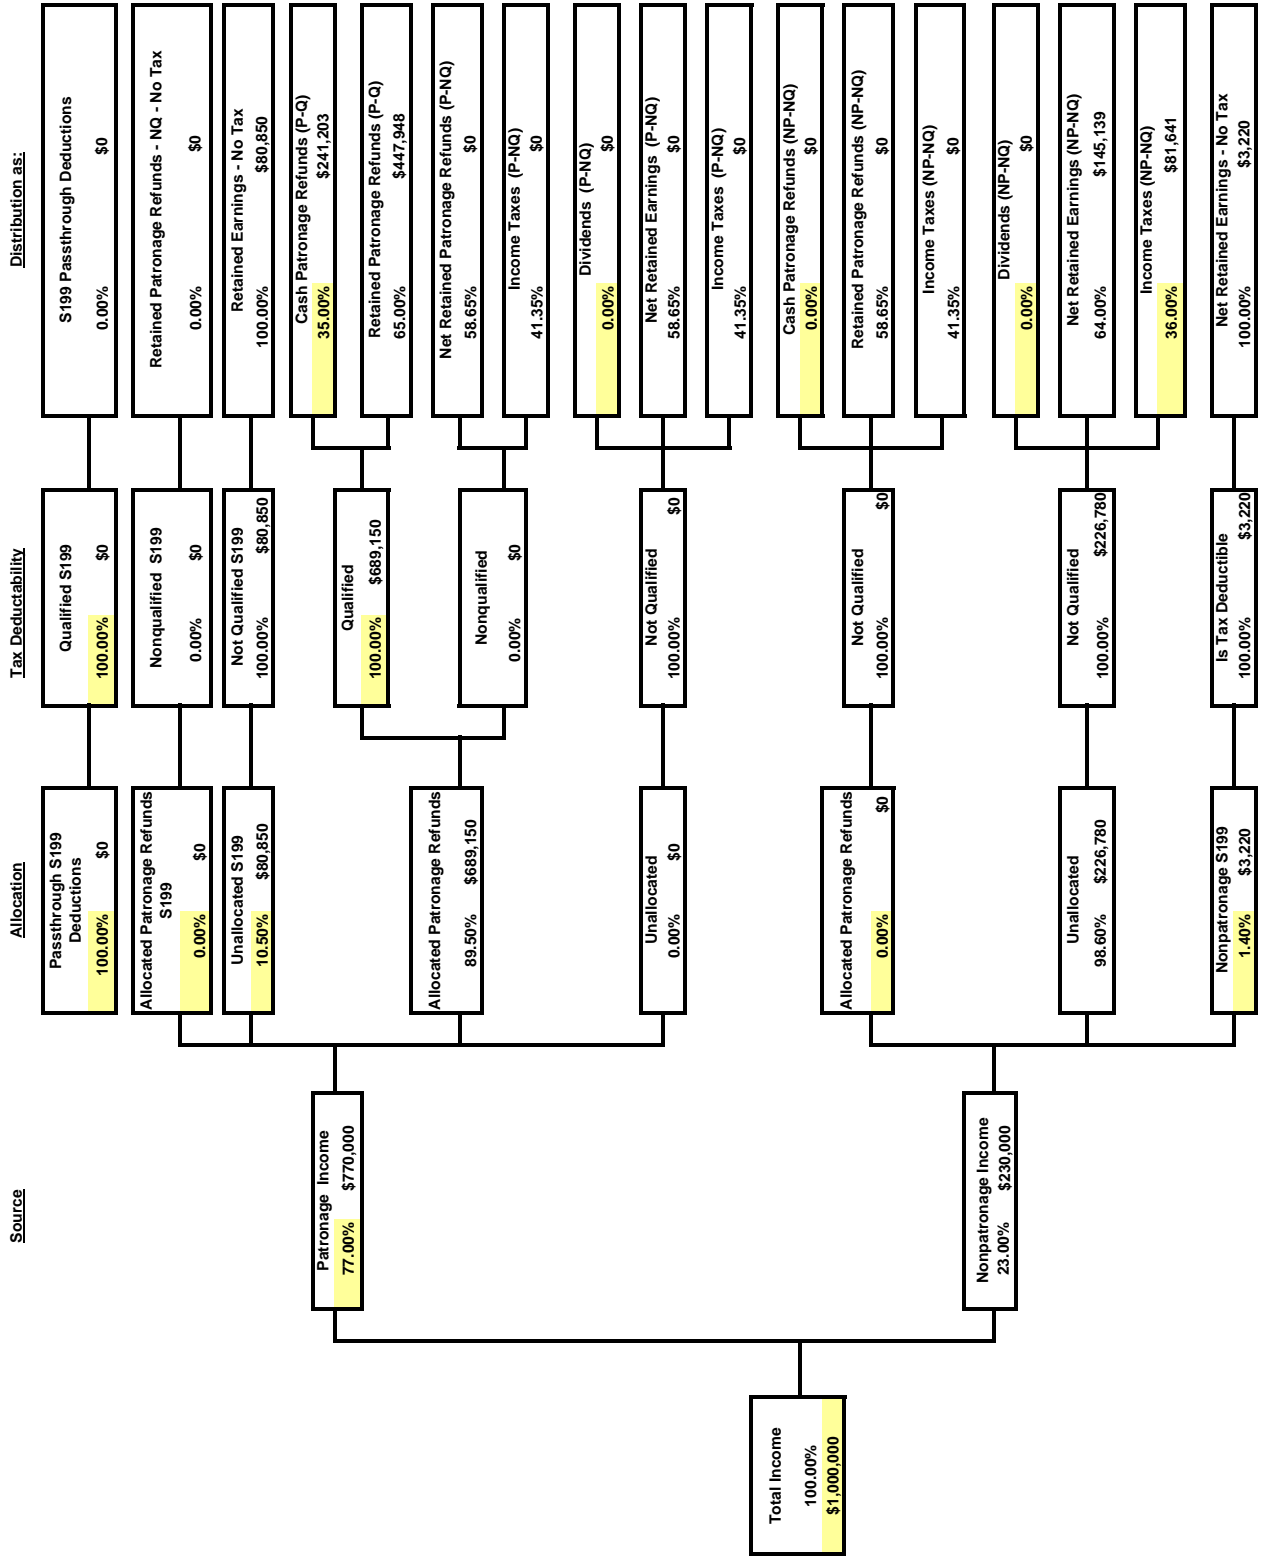 Source
Allocation
Tax Deductability
Distribution as:
Total Income
100.00%
$1,000,000
Patronage  Income
77.00% $770,000
Nonpatronage Income
23.00% $230,000
Passthrough S199
Deductions
100.00% $0
Allocated Patronage Refunds
S199
0.00% $0
Unallocated S199
10.50% $80,850
Allocated Patronage Refunds
89.50% $689,150
Unallocated
0.00% $0
Allocated Patronage Refunds
0.00% $0
Unallocated
98.60% $226,780
Nonpatronage S199
1.40% $3,220
Qualified S199
100.00% $0
Nonqualified  S199
0.00% $0
Not Qualified S199
100.00% $80,850
Qualified
100.00% $689,150
Nonqualified
0.00% $0
Not Qualified
100.00% $0
Not Qualified
100.00% $0
Not Qualified
100.00% $226,780
Is Tax Deductible
100.00% $3,220
S199 Passthrough Deductions
0.00% $0
Retained Patronage Refunds - NQ - No Tax
0.00% $0
Retained Earnings - No Tax
100.00% $80,850
Cash Patronage Refunds (P-Q)
35.00% $241,203
Retained Patronage Refunds (P-Q)
65.00% $447,948
Net Retained Patronage Refunds (P-NQ)
58.65% $0
Income Taxes (P-NQ)
41.35% $0
Dividends (P-NQ)
0.00% $0
Net Retained Earnings  (P-NQ)
58.65% $0
Income Taxes  (P-NQ)
41.35% $0
Cash Patronage Refunds (NP-NQ)
0.00% $0
Retained Patronage Refunds (NP-NQ)
58.65% $0
Income Taxes (NP-NQ)
41.35% $0
Dividends (NP-NQ)
0.00% $0
Net Retained Earnings (NP-NQ)
64.00% $145,139
Income Taxes (NP-NQ)
36.00% $81,641
Net Retained Earnings - No Tax
100.00% $3,220